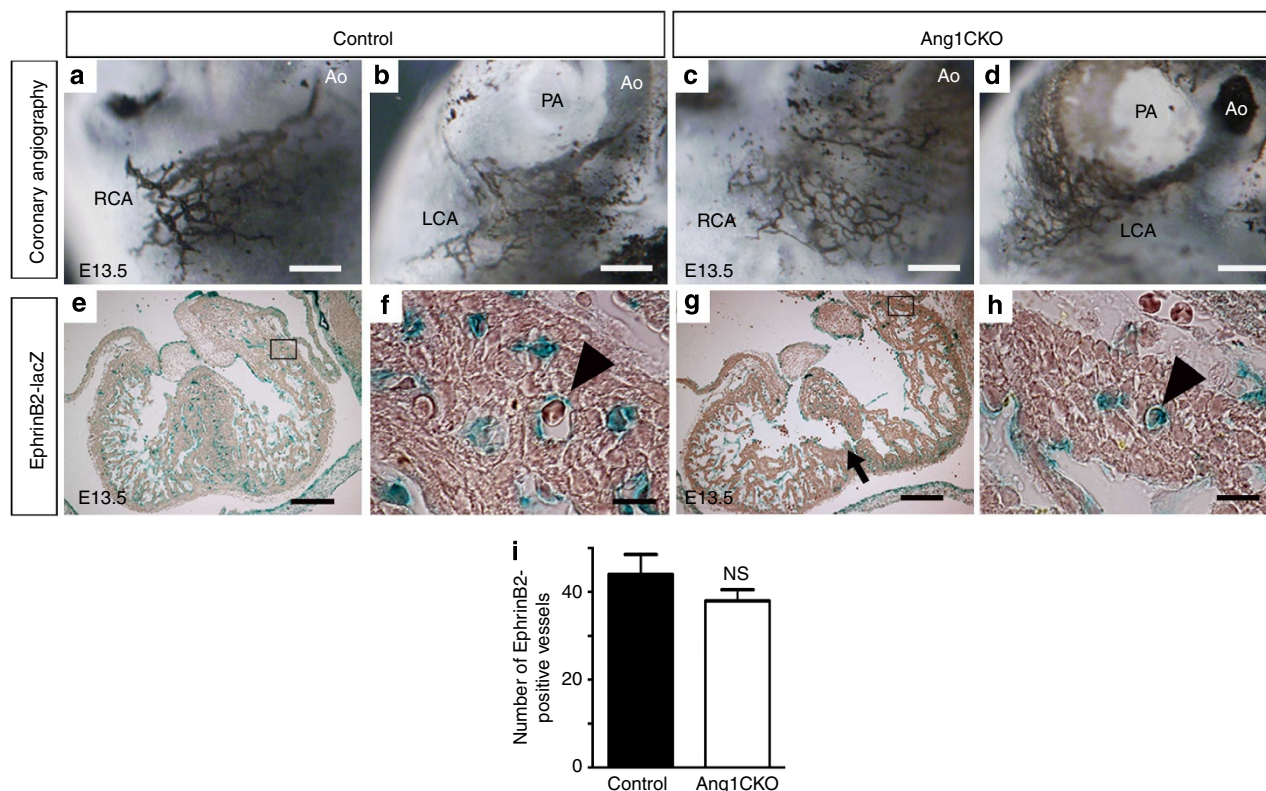 Control
Ang1CKO
Coronary angiography
a
Ao
RCA
E13.5
b
PA
Ao
LCA
c
Ao
RCA
E13.5
d
PA
Ao
LCA
EphrinB2-lacZ
e
E13.5
f
g
E13.5
h
i
Number of EphrinB2-
positive vessels
40
20
0
NS
Control
Ang1CKO